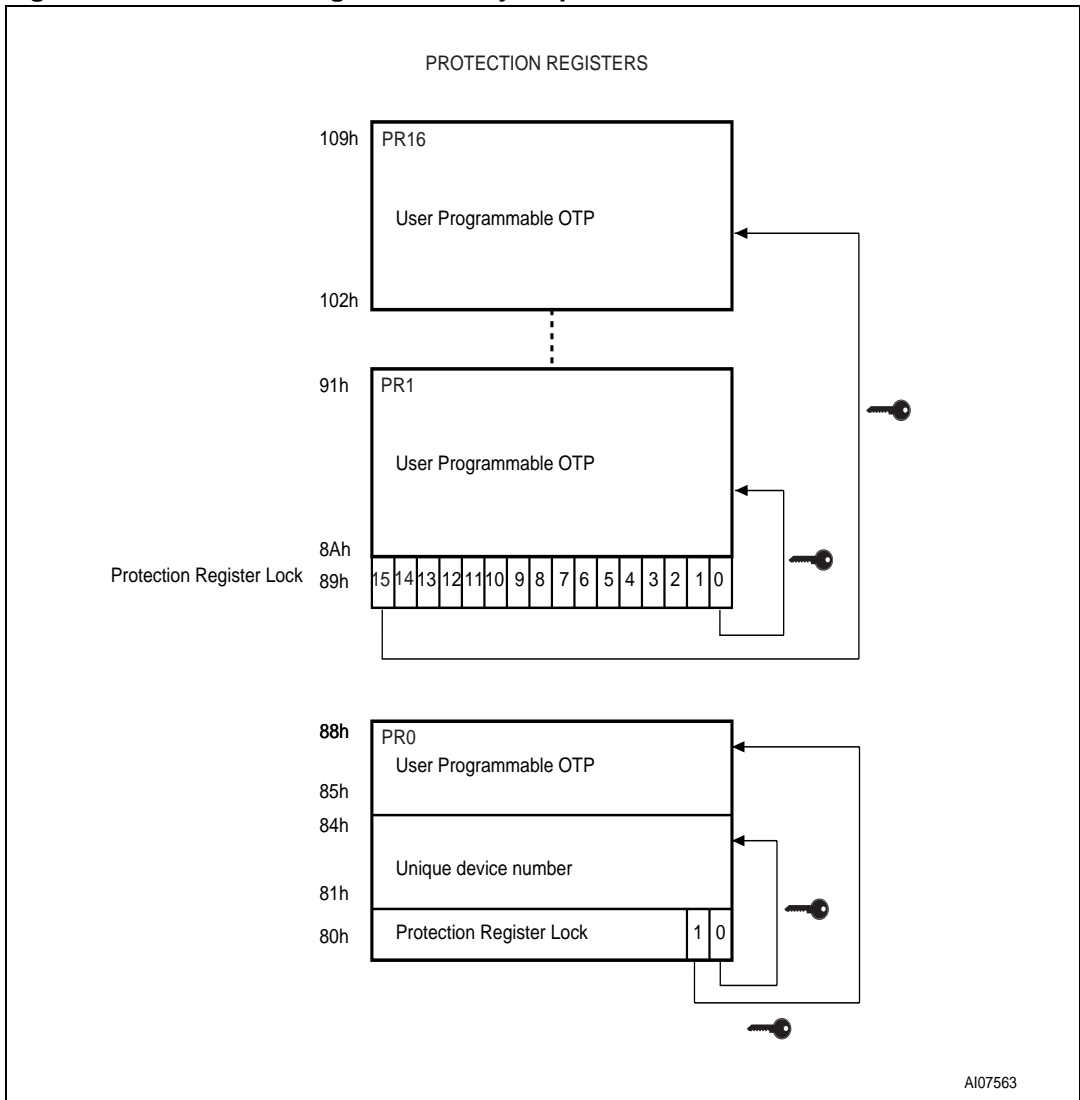 PROTECTION REGISTERS
109h PR16
User Programmable OTP
102h
91h PR1
User Programmable OTP
8Ah
Protection Register Lock 89h 15 14 13 12 11 10 9 8 7 6 5 4 3 2 1 0
88h PR0
User Programmable OTP
85h
84h
Unique device number
81h
80h Protection Register Lock 1 0
AI07563